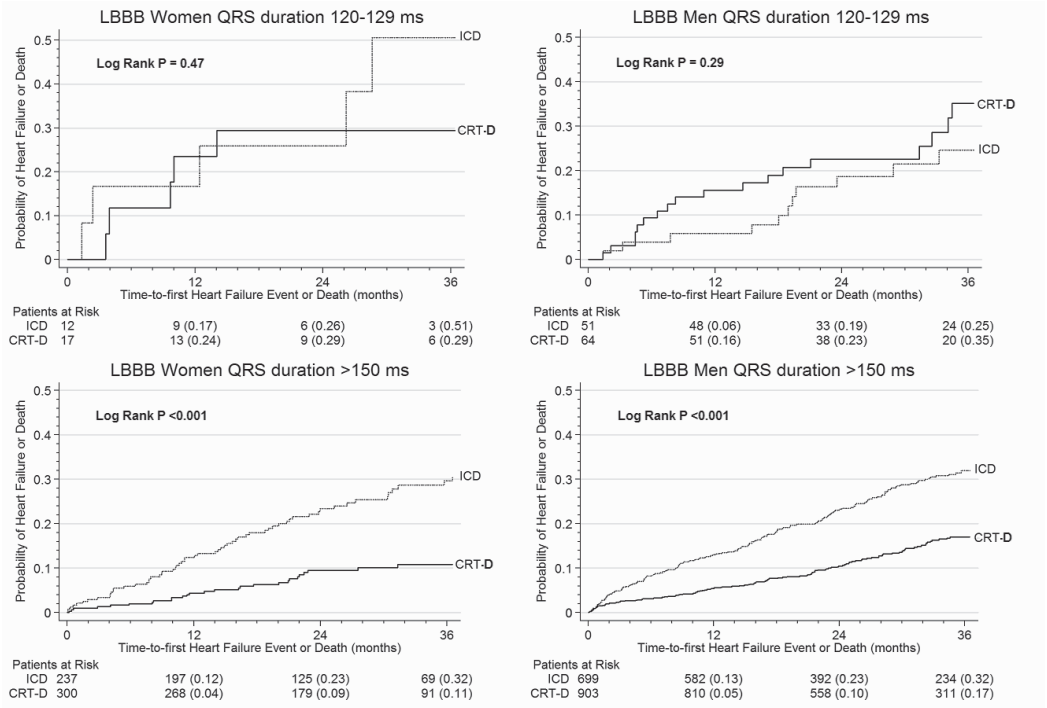 LBBB Women QRS duration 120-129 ms
Probability of Heart Failure or Death
0.5
0.4
0.3
0.2
0.1
0
Log Rank P = 0.47
ICD
CRT-D
0 12 24 36
Time-to-first Heart Failure Event or Death (months)
Patients at Risk
ICD 12 9 (0.17) 6 (0.26) 3 (0.51)
CRT-D 17 13 (0.24) 9 (0.29) 6 (0.29)
LBBB Men QRS duration 120-129 ms
Probability of Heart Failure or Death
0.5
0.4
0.3
0.2
0.1
0
Log Rank P = 0.29
CRT-D
ICD
0 12 24 36
Time-to-first Heart Failure Event or Death (months)
Patients at Risk
ICD 51 48 (0.06) 33 (0.19) 24 (0.25)
CRT-D 64 51 (0.16) 38 (0.23) 20 (0.35)
LBBB Women QRS duration >150 ms
Probability of Heart Failure or Death
0.5
0.4
0.3
0.2
0.1
0
Log Rank P <0.001
ICD
CRT-D
0 12 24 36
Time-to-first Heart Failure Event or Death (months)
Patients at Risk
ICD 237 197 (0.12) 125 (0.23) 69 (0.32)
CRT-D 300 268 (0.04) 179 (0.09) 91 (0.11)
LBBB Men QRS duration >150 ms
Probability of Heart Failure or Death
0.5
0.4
0.3
0.2
0.1
0
Log Rank P <0.001
ICD
CRT-D
0 12 24 36
Time-to-first Heart Failure Event or Death (months)
Patients at Risk
ICD 699 582 (0.13) 392 (0.23) 234 (0.32)
CRT-D 903 810 (0.05) 558 (0.10) 311 (0.17)